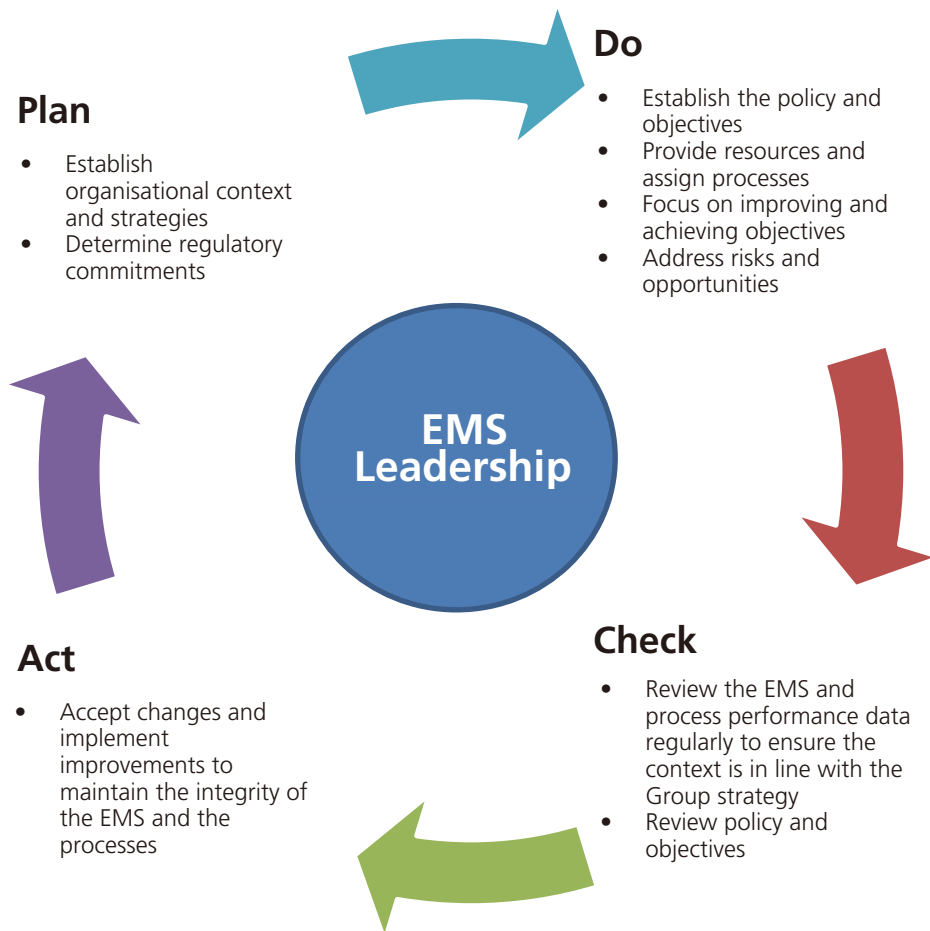 Plan
• Establish
organisational context
and strategies
• Determine regulatory
commitments
Do
• Establish the policy and
objectives
• Provide resources and
assign processes
• Focus on improving and
achieving objectives
• Address risks and
opportunities
EMS
Leadership
Check
• Review the EMS and
process performance data
regularly to ensure the
context is in line with the
Group strategy
• Review policy and
objectives
Act
• Accept changes and
implement
improvements to
maintain the integrity of
the EMS and the
processes